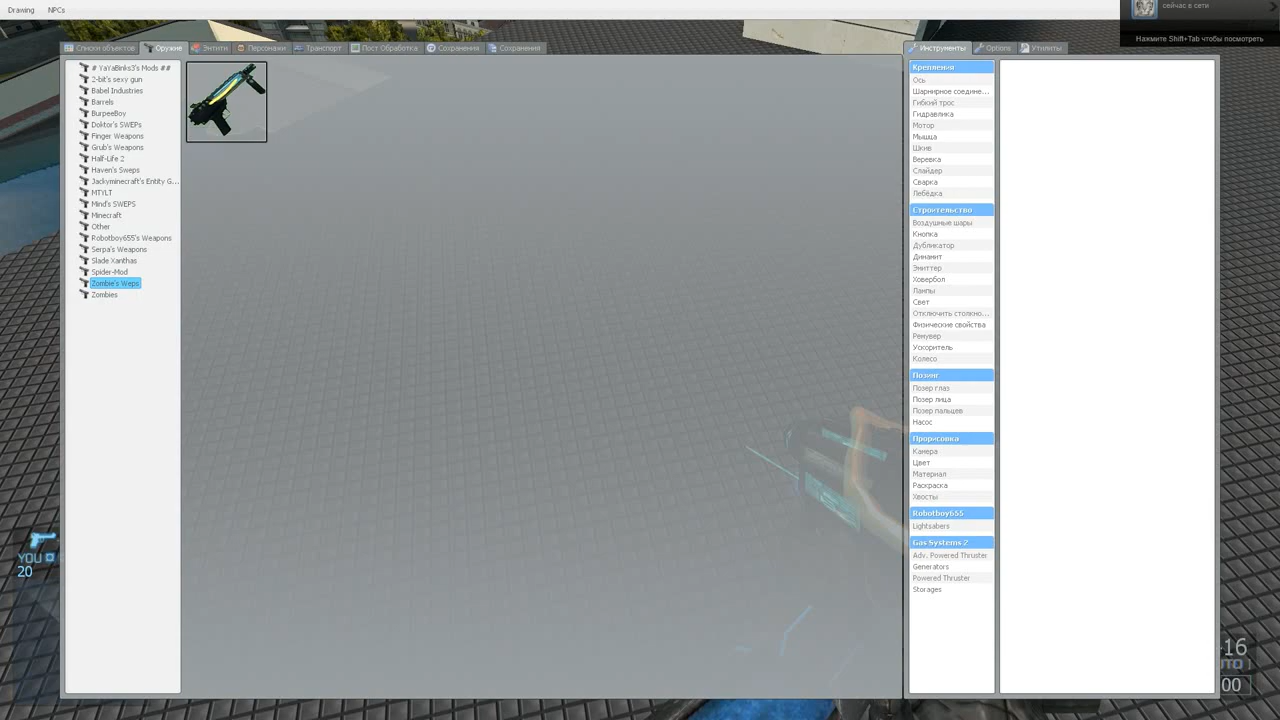 Drawing NPCs
сейчас в сети
Нажмите Shift+Tab чтобы посмотреть
Списки объектов Оружие Энтити Персонажи Транспорт Пост Обработка Сохранения Сохранения
Инструменты Options Утилиты
# YaYaBinks3's Mods ##
2-bit's sexy gun
Babel Industries
Barrels
BurpeeBoy
Doktor's SWEPs
Finger Weapons
Grub's Weapons
Half-Life 2
Haven's Sweps
Jackyminecraft's Entity G...
MTYLT
Mind's SWEPS
Minecraft
Other
Robotboy655's Weapons
Serpa's Weapons
Slade Xanthas
Spider-Mod
Zombie's Weps
Zombies
Крепления
Ось
Шарнирное соедине...
Гибкий трос
Гидравлика
Мотор
Мышца
Шкив
Веревка
Слайдер
Сварка
Лебёдка
Строительство
Воздушные шары
Кнопка
Дубликатор
Динамит
Эмиттер
Ховербол
Лампы
Свет
Отключить столкно...
Физические свойства
Ремувер
Ускоритель
Колесо
Позинг
Позер глаз
Позер лица
Позер пальцев
Насос
Прорисовка
Камера
Цвет
Материал
Раскраска
Хвосты
Robotboy655
Lightsabers
Gas Systems 2
Adv. Powered Thruster
Generators
Powered Thruster
Storages
YOU
20
16
00